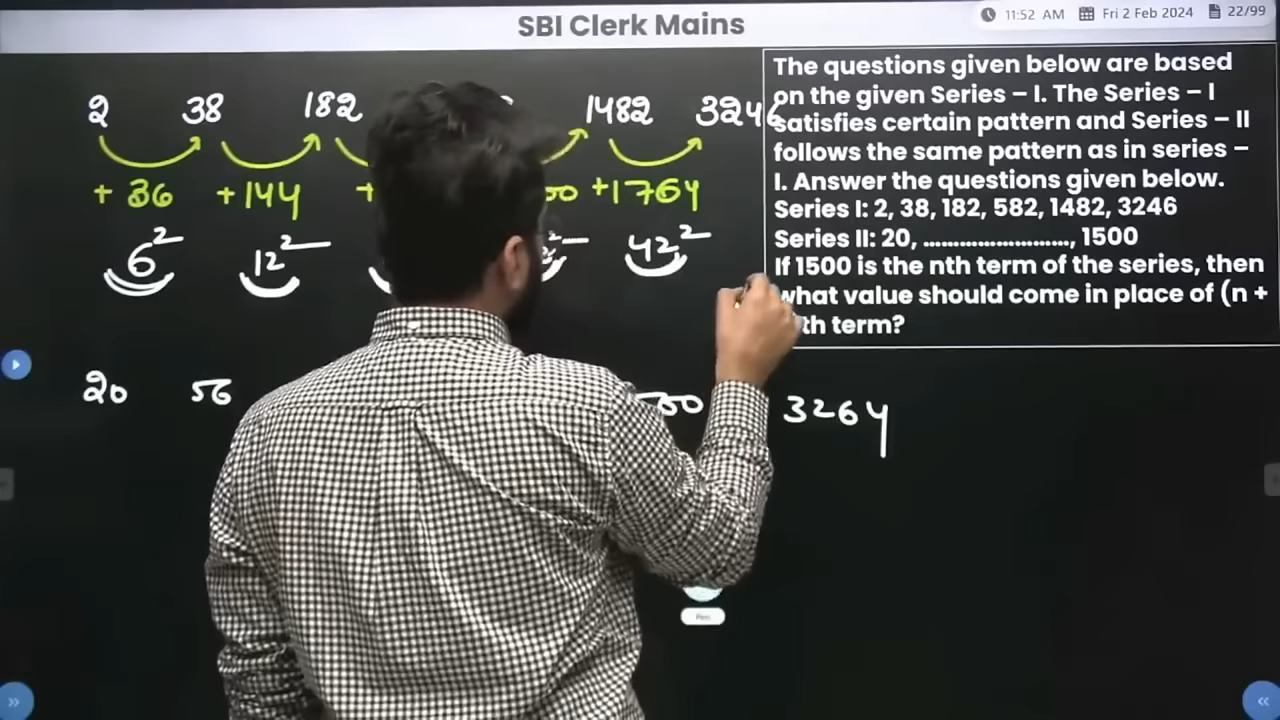 SBI Clerk Mains
11:52 AM Fri 2 Feb 2024 22/99
2 38 182 1482 3246
+ 36 +144 + 00 +1764
6² 12² 42²
20 56 00 3264
The questions given below are based
on the given Series – I. The Series – I
satisfies certain pattern and Series – II
follows the same pattern as in series –
I. Answer the questions given below.
Series I: 2, 38, 182, 582, 1482, 3246
Series II: 20, ........................., 1500
If 1500 is the nth term of the series, then
what value should come in place of (n +
th term?
Pen